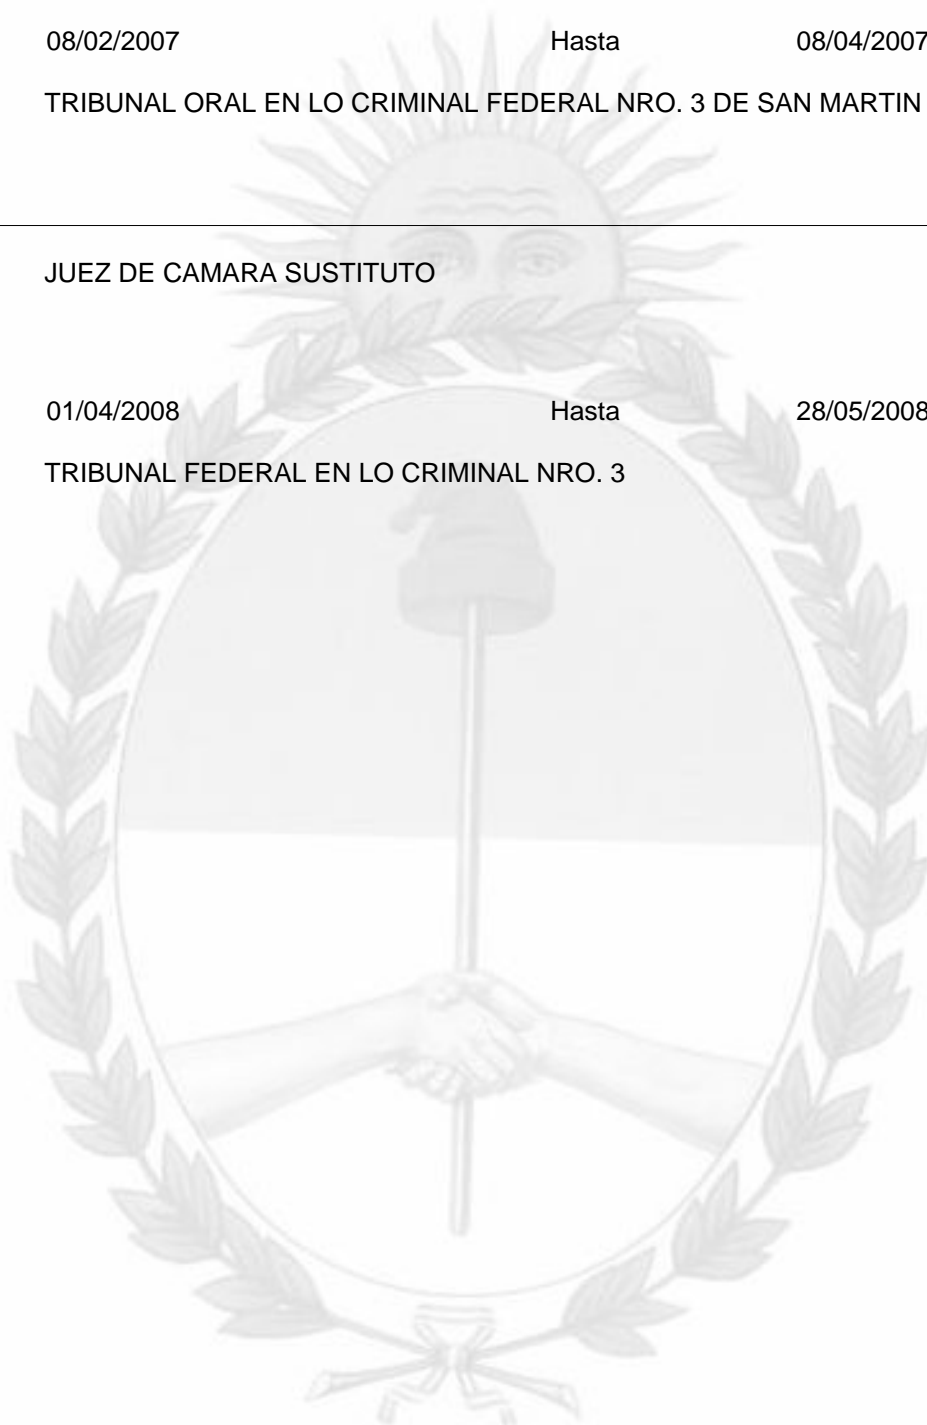 08/02/2007 Hasta 08/04/2007
TRIBUNAL ORAL EN LO CRIMINAL FEDERAL NRO. 3 DE SAN MARTIN
JUEZ DE CAMARA SUSTITUTO
01/04/2008 Hasta 28/05/2008
TRIBUNAL FEDERAL EN LO CRIMINAL NRO. 3